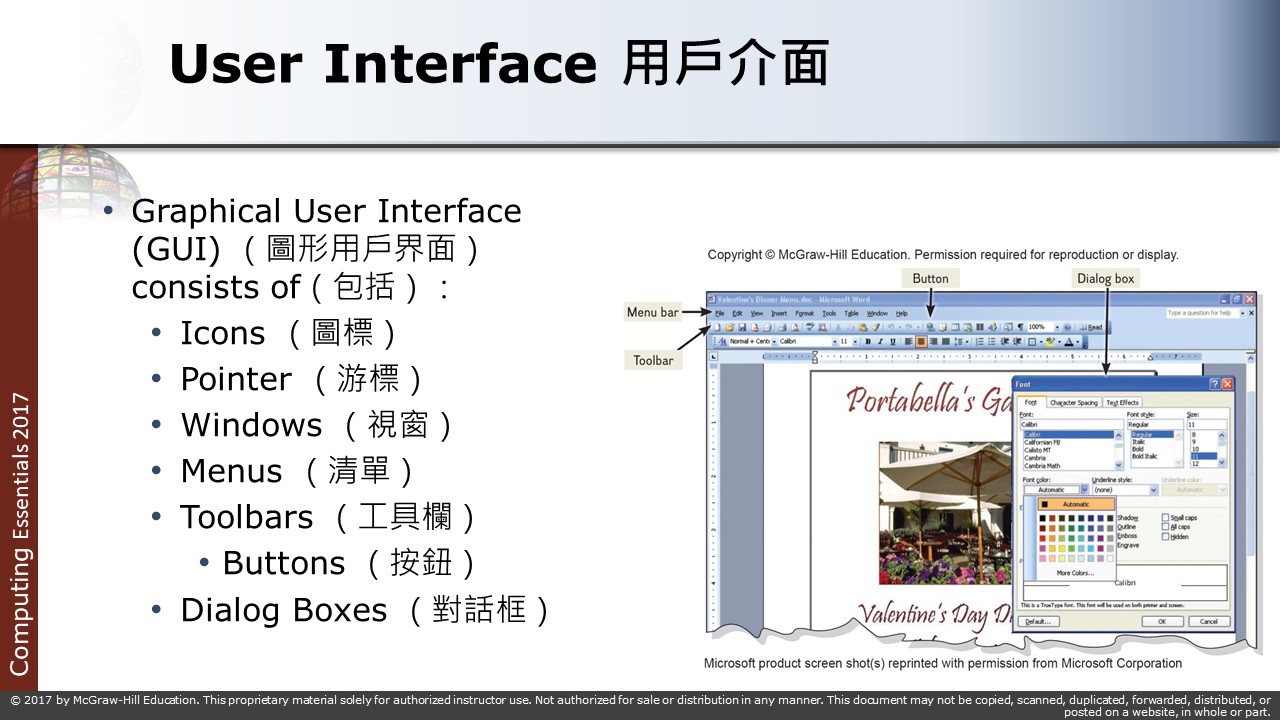 User Interface 用戶介面
• Graphical User Interface
(GUI) （圖形用戶界面）
consists of（包括）：
• Icons （圖標）
• Pointer （游標）
• Windows （視窗）
• Menus （清單）
• Toolbars （工具欄）
• Buttons （按鈕）
• Dialog Boxes （對話框）
Computing Essentials 2017
Copyright © McGraw-Hill Education. Permission required for reproduction or display.
Button
Dialog box
Menu bar
Toolbar
Valentine's Dinner Menu.doc - Microsoft Word
File Edit View Insert Format Tools Table Window Help
Type a question for help
100%
Read
Normal + Centi
Calibri
11
B I U
Portabella's Ga
Valentine's Day D
Font
Font Character Spacing Text Effects
Font: Font style: Size:
Calibri Regular 11
Calibri Regular 8
Californian FB Italic 9
Calisto MT Bold 10
Cambria Bold Italic 11
Cambria Math 12
Font color: Underline style: Underline color:
Automatic (none) Automatic
Automatic
Shadow Small caps
Outline All caps
Emboss Hidden
Engrave
More Colors...
Calibri
This is a TrueType font. This font will be used on both printer and screen.
Default... OK Cancel
Microsoft product screen shot(s) reprinted with permission from Microsoft Corporation
© 2017 by McGraw-Hill Education. This proprietary material solely for authorized instructor use. Not authorized for sale or distribution in any manner. This document may not be copied, scanned, duplicated, forwarded, distributed, or
posted on a website, in whole or part.